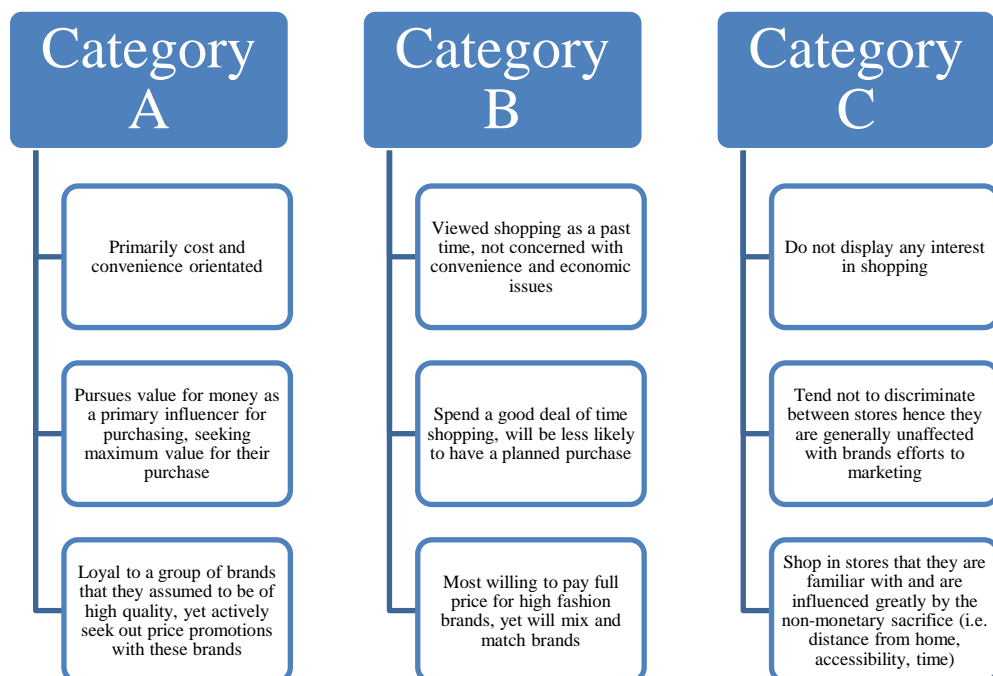 Category
A
Primarily cost and
convenience orientated
Pursues value for money as
a primary influencer for
purchasing, seeking
maximum value for their
purchase
Loyal to a group of brands
that they assumed to be of
high quality, yet actively
seek out price promotions
with these brands
Category
B
Viewed shopping as a past
time, not concerned with
convenience and economic
issues
Spend a good deal of time
shopping, will be less likely
to have a planned purchase
Most willing to pay full
price for high fashion
brands, yet will mix and
match brands
Category
C
Do not display any interest
in shopping
Tend not to discriminate
between stores hence they
are generally unaffected
with brands efforts to
marketing
Shop in stores that they are
familiar with and are
influenced greatly by the
non-monetary sacrifice (i.e.
distance from home,
accessibility, time)